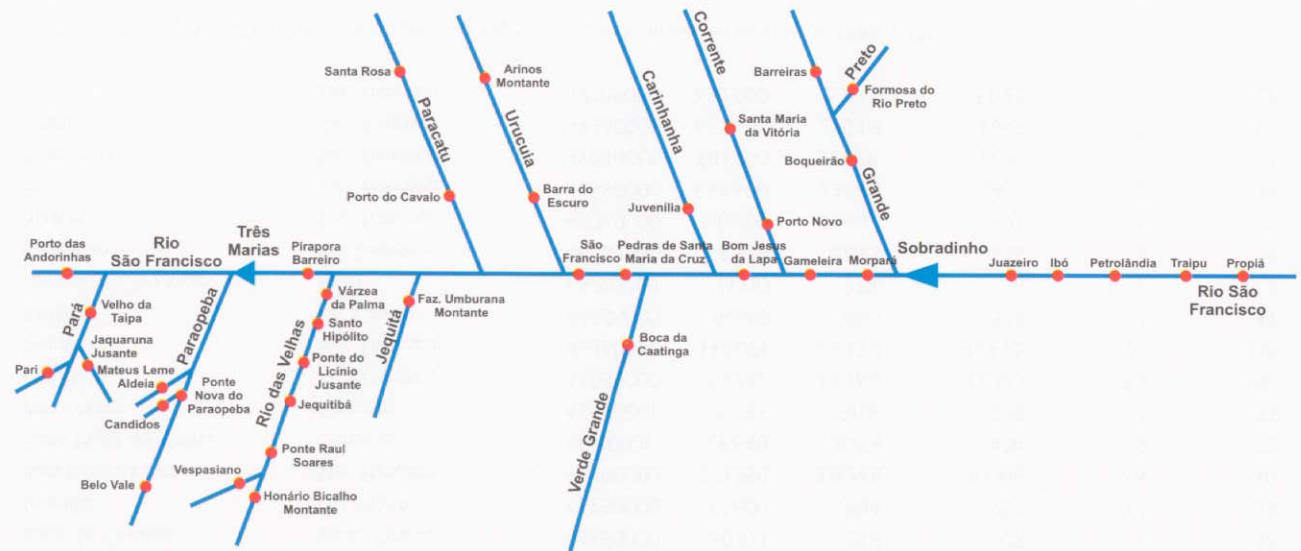 Santa Rosa
Porto do Cavalo
Paracatu
Arinos
Montante
Urucuia
Barra do
Escuro
Carinhanha
Juvenília
Corrente
Santa Maria
da Vitória
Porto Novo
Barreiras
Preto
Formosa do
Rio Preto
Boqueirão
Grande
Porto das
Andorinhas
Rio
São Francisco
Três
Marias
Pirapora
Barreiro
São
Francisco
Pedras de Santa
Maria da Cruz
Bom Jesus
da Lapa
Gameleira
Morpará
Sobradinho
Juazeiro
Ibó
Petrolândia
Traipu
Propiá
Rio São
Francisco
Pará
Velho da
Taipa
Jaquaruna
Jusante
Pari
Mateus Leme
Aldeia
Candidos
Paraopeba
Ponte
Nova do
Paraopeba
Belo Vale
Várzea
da Palma
Santo
Hipólito
Ponte do
Licínio
Jusante
Jequitibá
Rio das Velhas
Ponte Raul
Soares
Vespasiano
Honário Bicalho
Montante
Faz. Umburana
Montante
Jequitá
Boca da
Caatinga
Verde Grande